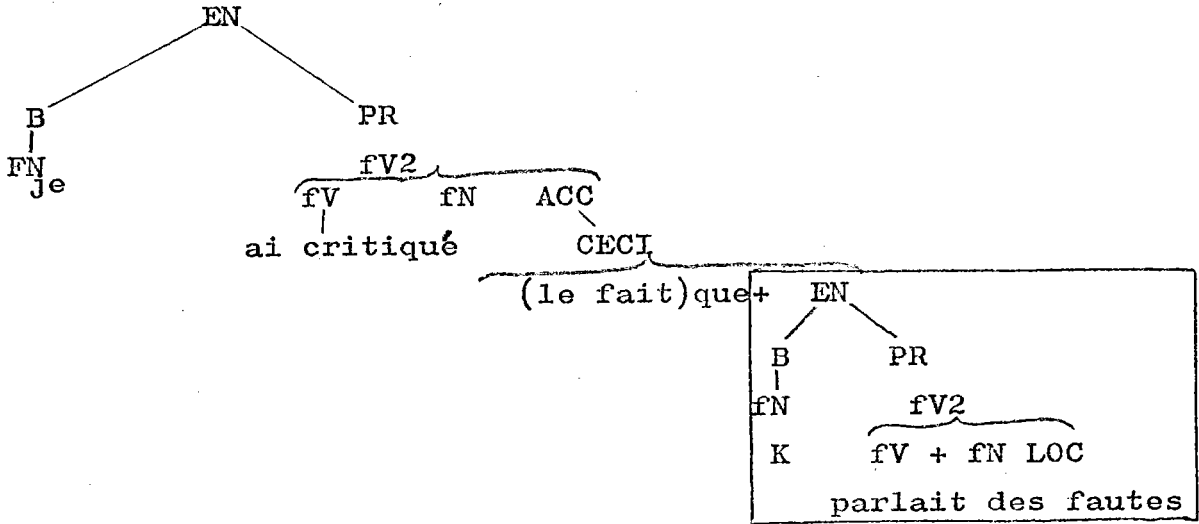 EN
B PR
FN
je
fV2
fV fN ACC
ai critiqué CECI
(le fait)que+ EN
B PR
fN fV2
K fV + fN LOC
parlait des fautes